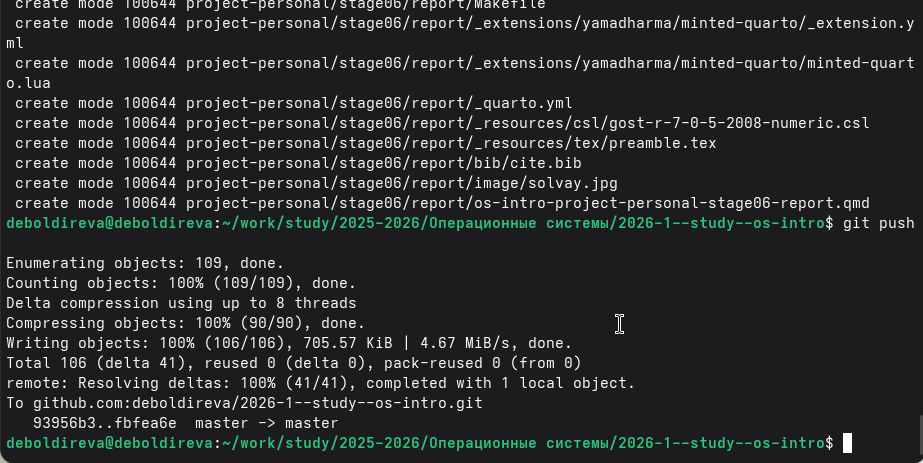 create mode 100644 project-personal/stage06/report/Makefile
create mode 100644 project-personal/stage06/report/_extensions/yamadharma/minted-quarto/_extension.y
ml
create mode 100644 project-personal/stage06/report/_extensions/yamadharma/minted-quarto/minted-quart
o.lua
create mode 100644 project-personal/stage06/report/_quarto.yml
create mode 100644 project-personal/stage06/report/_resources/csl/gost-r-7-0-5-2008-numeric.csl
create mode 100644 project-personal/stage06/report/_resources/tex/preamble.tex
create mode 100644 project-personal/stage06/report/bib/cite.bib
create mode 100644 project-personal/stage06/report/image/solvay.jpg
create mode 100644 project-personal/stage06/report/os-intro-project-personal-stage06-report.qmd
deboldireva@deboldireva:~/work/study/2025-2026/Операционные системы/2026-1--study--os-intro$ git push
Enumerating objects: 109, done.
Counting objects: 100% (109/109), done.
Delta compression using up to 8 threads
Compressing objects: 100% (90/90), done.
Writing objects: 100% (106/106), 705.57 KiB | 4.67 MiB/s, done.
Total 106 (delta 41), reused 0 (delta 0), pack-reused 0 (from 0)
remote: Resolving deltas: 100% (41/41), completed with 1 local object.
To github.com:deboldireva/2026-1--study--os-intro.git
93956b3..fbfea6e  master -> master
deboldireva@deboldireva:~/work/study/2025-2026/Операционные системы/2026-1--study--os-intro$